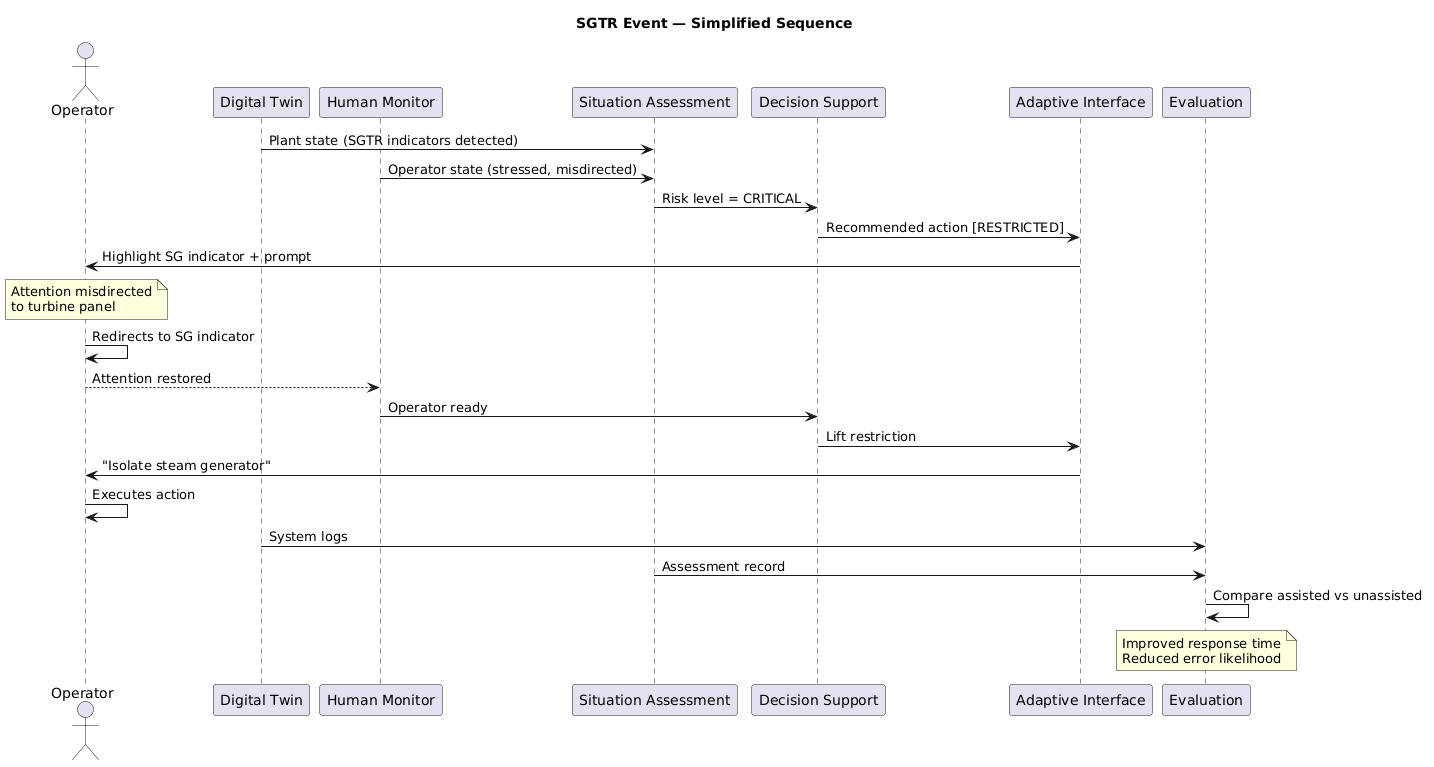 SGTR Event — Simplified Sequence
Operator
Digital Twin
Human Monitor
Situation Assessment
Decision Support
Adaptive Interface
Evaluation
Plant state (SGTR indicators detected)
Operator state (stressed, misdirected)
Risk level = CRITICAL
Recommended action [RESTRICTED]
Highlight SG indicator + prompt
Attention misdirected
to turbine panel
Redirects to SG indicator
Attention restored
Operator ready
Lift restriction
"Isolate steam generator"
Executes action
System logs
Assessment record
Compare assisted vs unassisted
Improved response time
Reduced error likelihood
Operator
Digital Twin
Human Monitor
Situation Assessment
Decision Support
Adaptive Interface
Evaluation